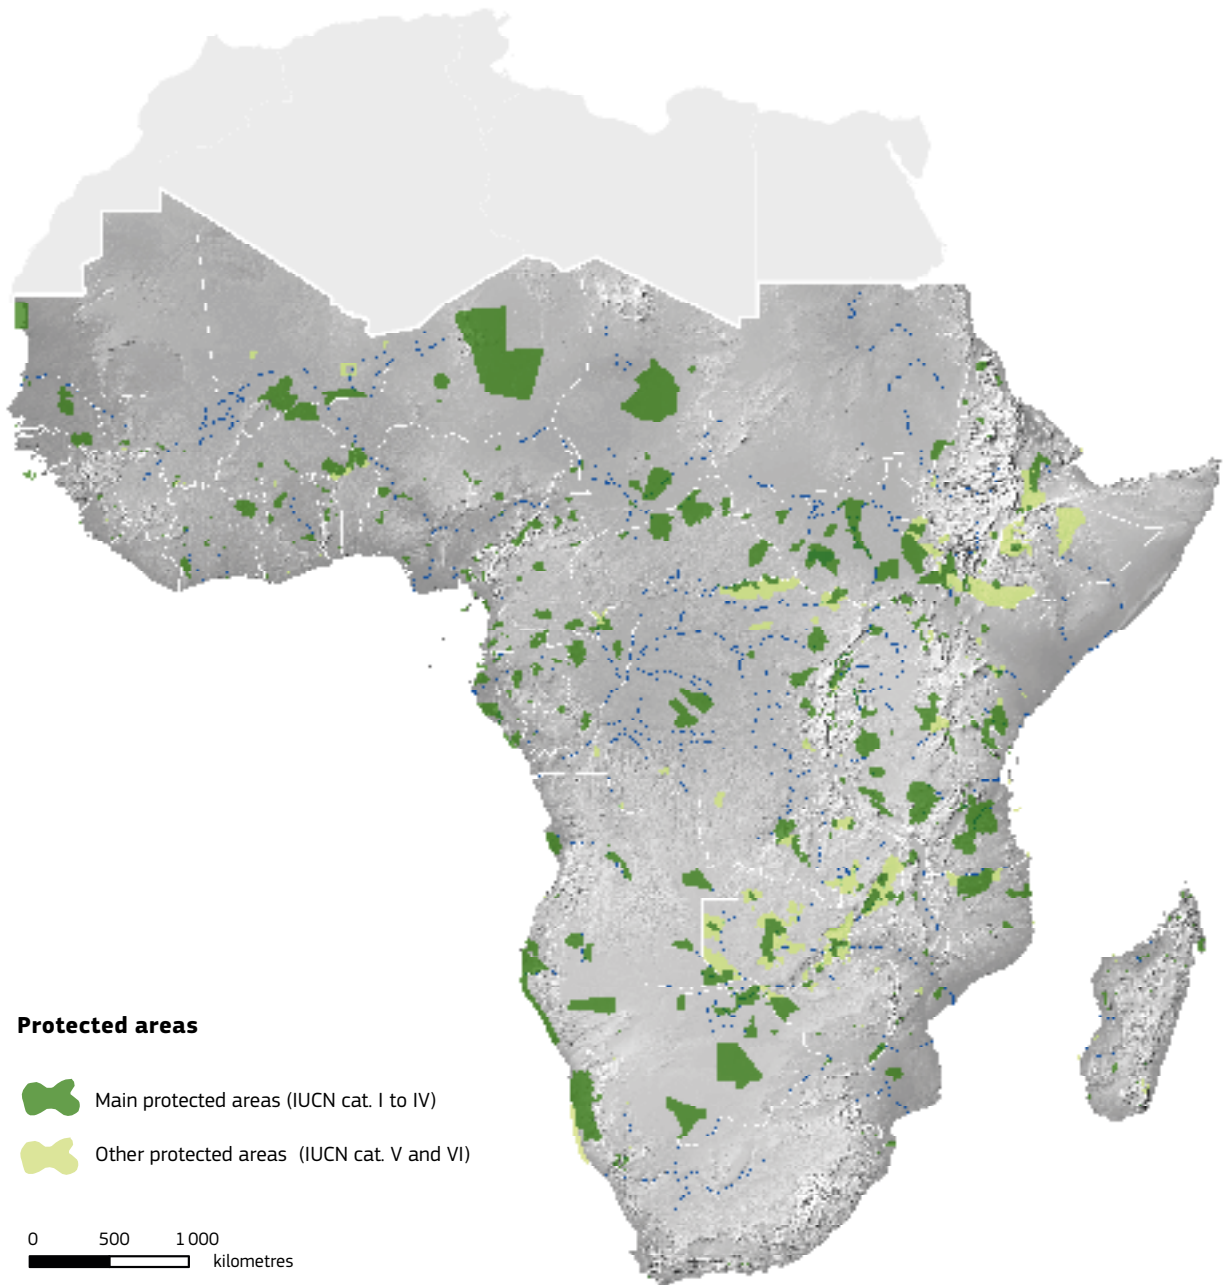 Protected areas
Main protected areas (IUCN cat. I to IV)
Other protected areas (IUCN cat. V and VI)
0 500 1 000
kilometres